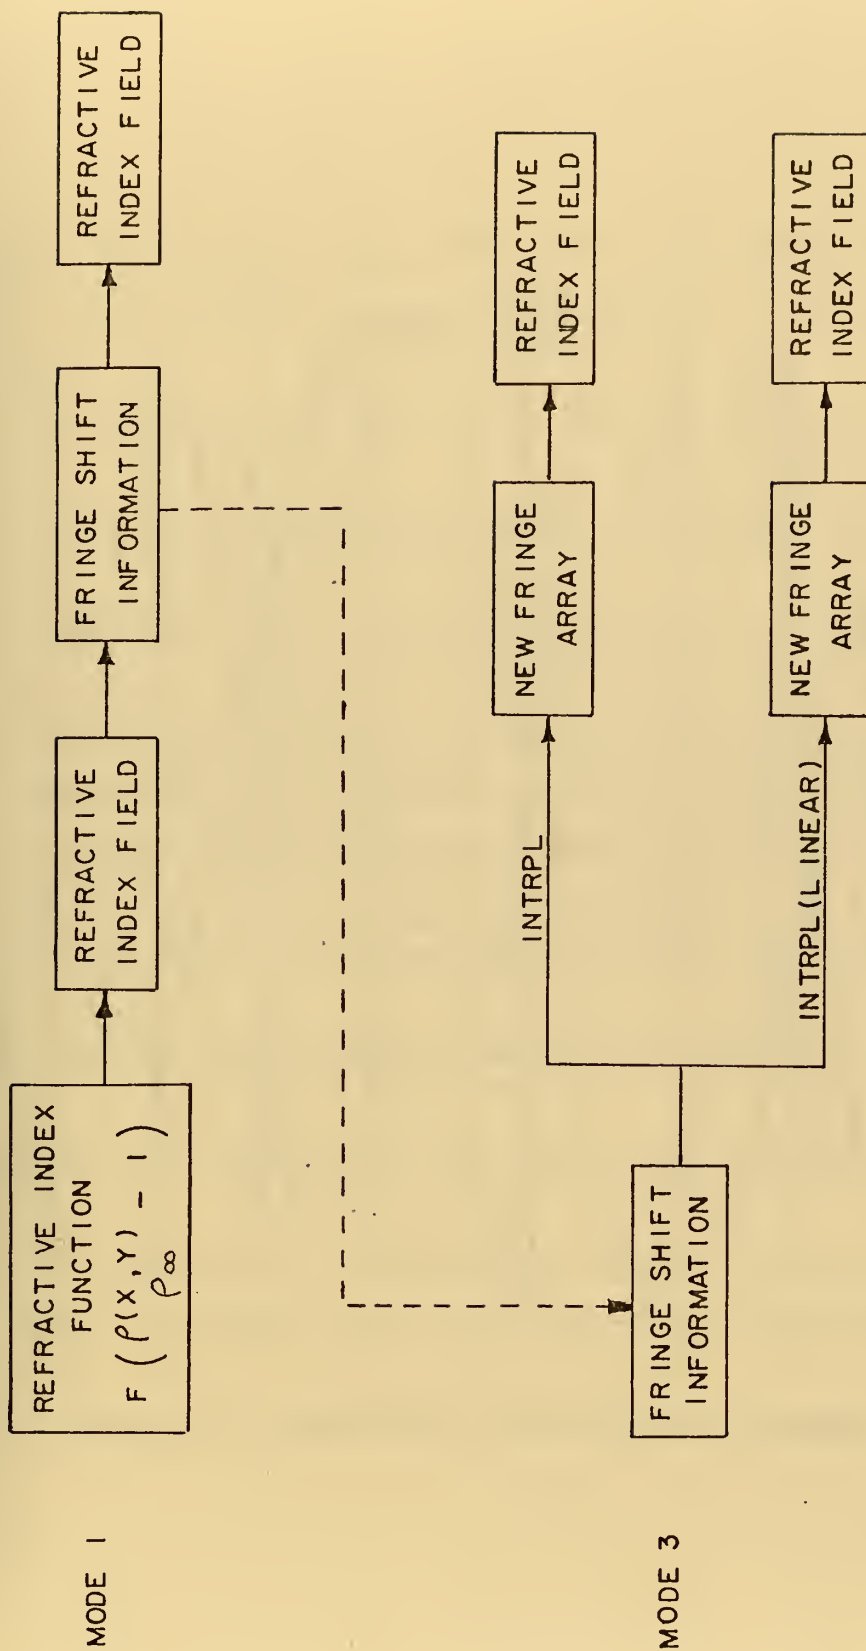 MODE 1
REFRACTIVE INDEX
FUNCTION
F ( ρ(X,Y) - 1 )
ρ∞
REFRACTIVE
INDEX FIELD
FRINGE SHIFT
INFORMATION
REFRACTIVE
INDEX FIELD
MODE 3
FRINGE SHIFT
INFORMATION
INTRPL
NEW FRINGE
ARRAY
REFRACTIVE
INDEX FIELD
INTRPL(LINEAR)
NEW FRINGE
ARRAY
REFRACTIVE
INDEX FIELD